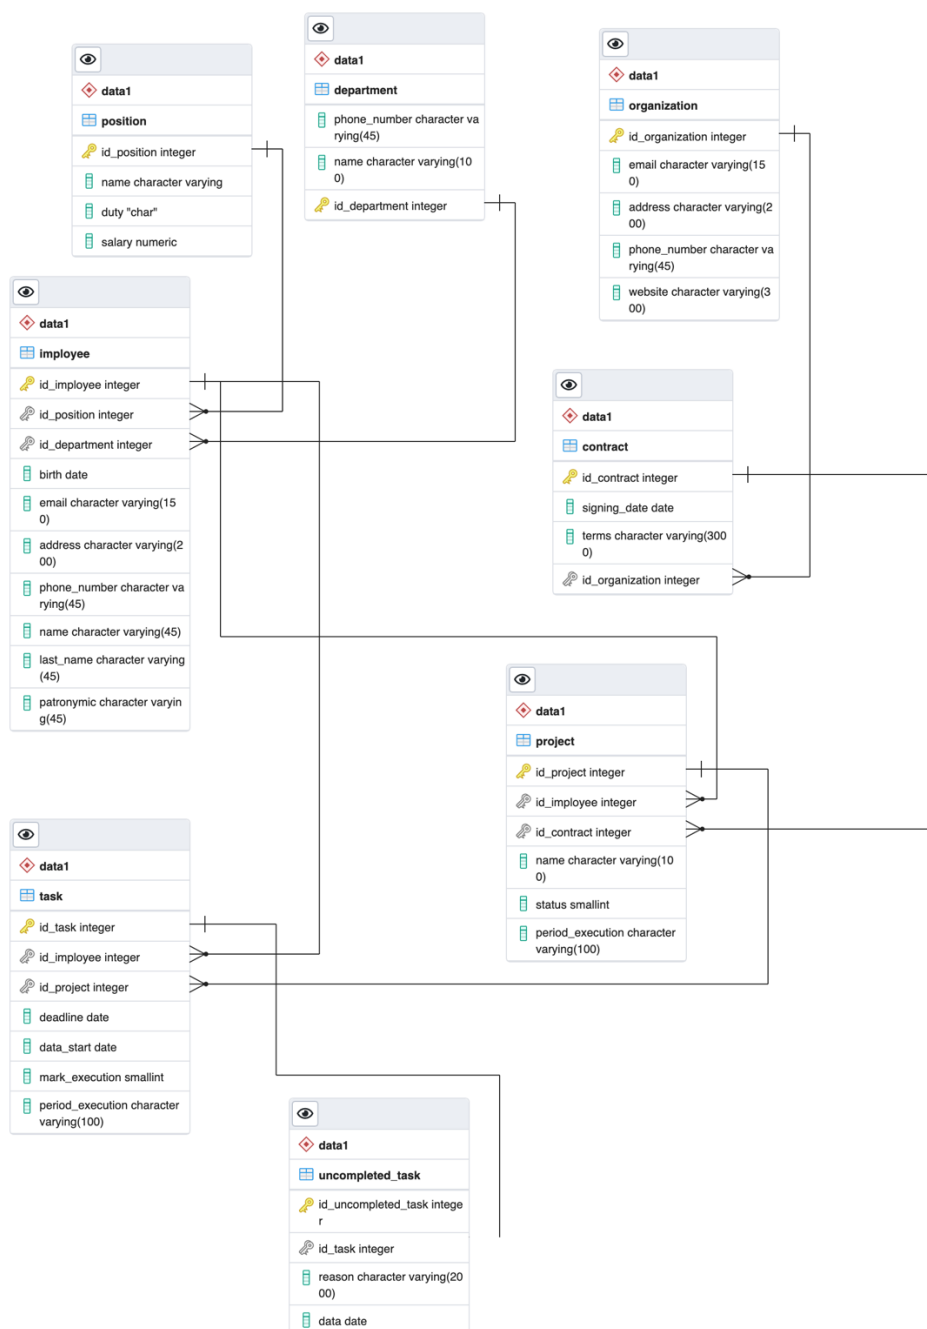 data1
position
id_position integer
name character varying
duty "char"
salary numeric
data1
department
phone_number character va
rying(45)
name character varying(10
0)
id_department integer
data1
organization
id_organization integer
email character varying(15
0)
address character varying(2
00)
phone_number character va
rying(45)
website character varying(3
00)
data1
imployee
id_imployee integer
id_position integer
id_department integer
birth date
email character varying(15
0)
address character varying(2
00)
phone_number character va
rying(45)
name character varying(45)
last_name character varying
(45)
patronymic character varyin
g(45)
data1
contract
id_contract integer
signing_date date
terms character varying(300
0)
id_organization integer
data1
project
id_project integer
id_imployee integer
id_contract integer
name character varying(10
0)
status smallint
period_execution character
varying(100)
data1
task
id_task integer
id_imployee integer
id_project integer
deadline date
data_start date
mark_execution smallint
period_execution character
varying(100)
data1
uncompleted_task
id_uncompleted_task intege
r
id_task integer
reason character varying(20
00)
data date